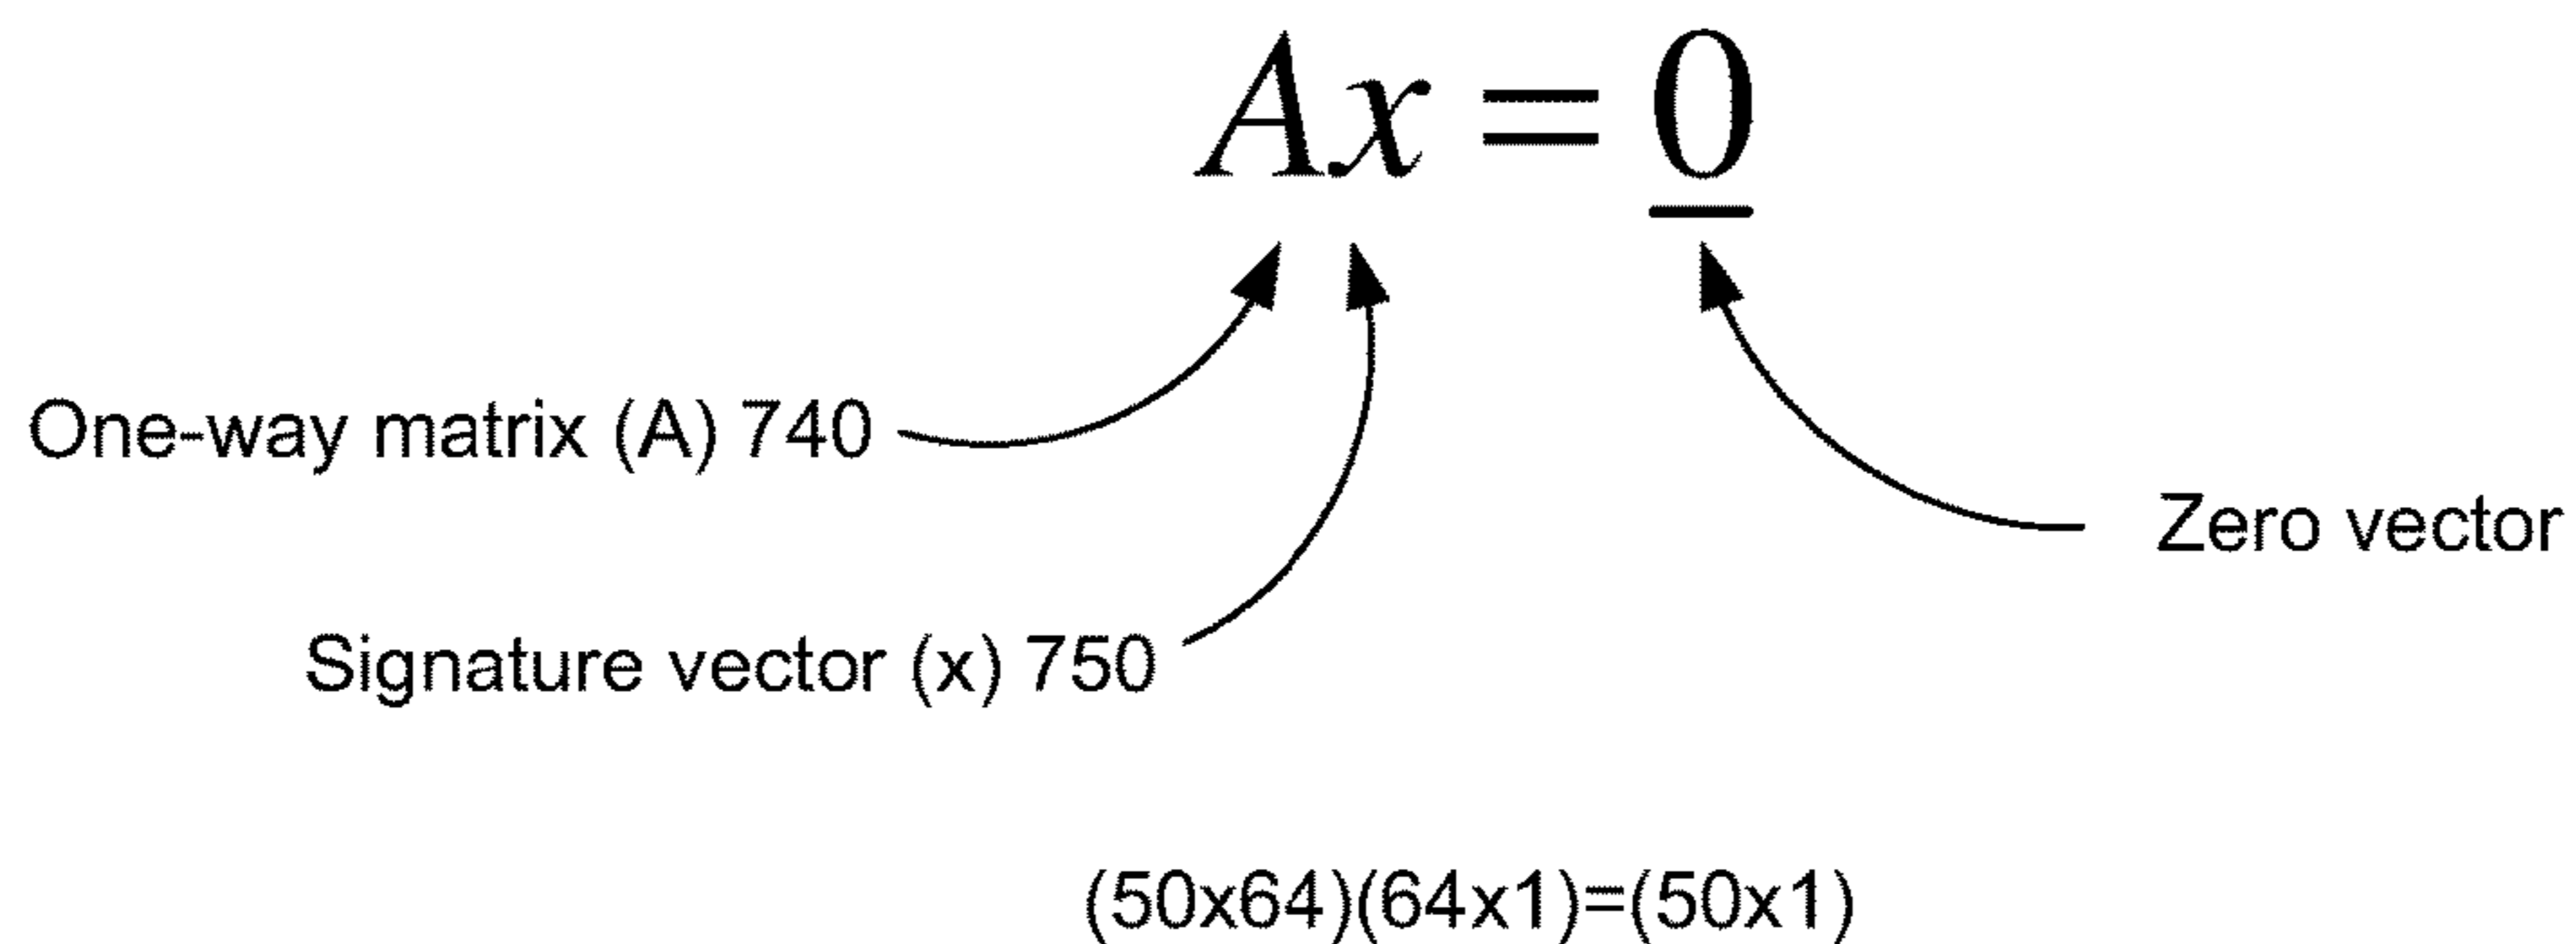 Ax = 0
One-way matrix (A) 740
Zero vector
Signature vector (x) 750
(50x64)(64x1)=(50x1)